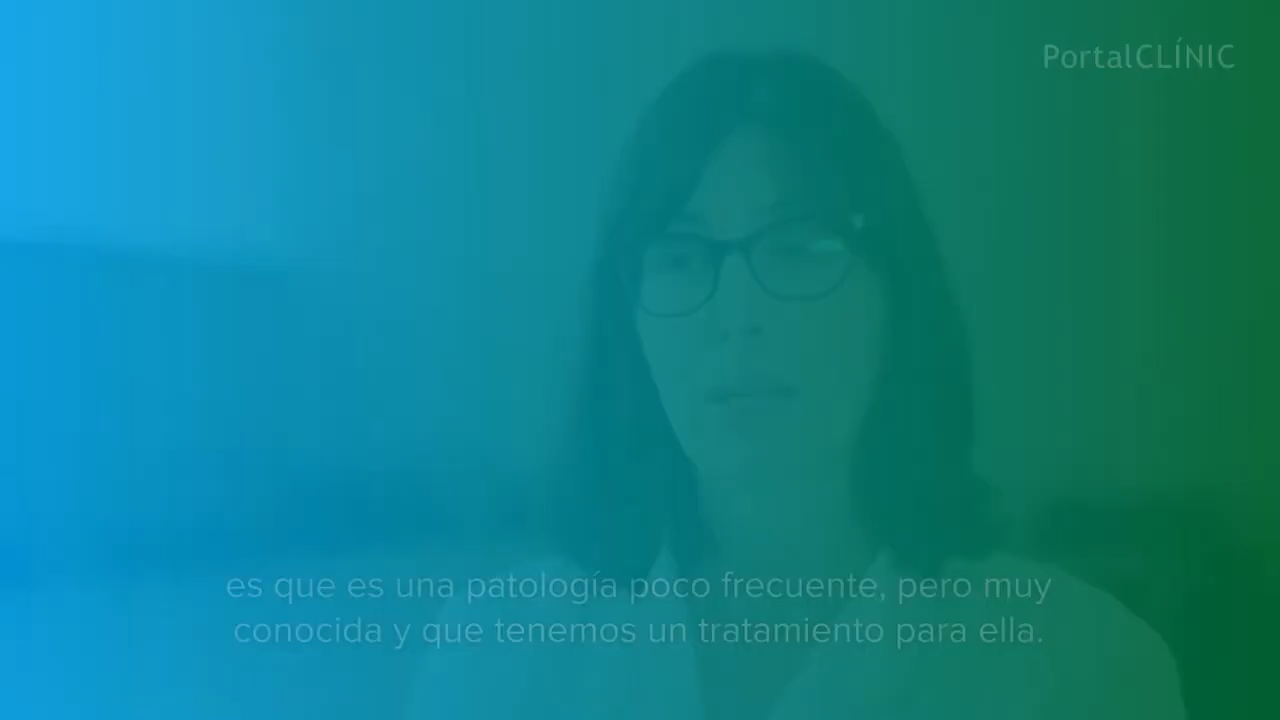 PortalCLÍNIC
es que es una patología poco frecuente, pero muy
conocida y que tenemos un tratamiento para ella.